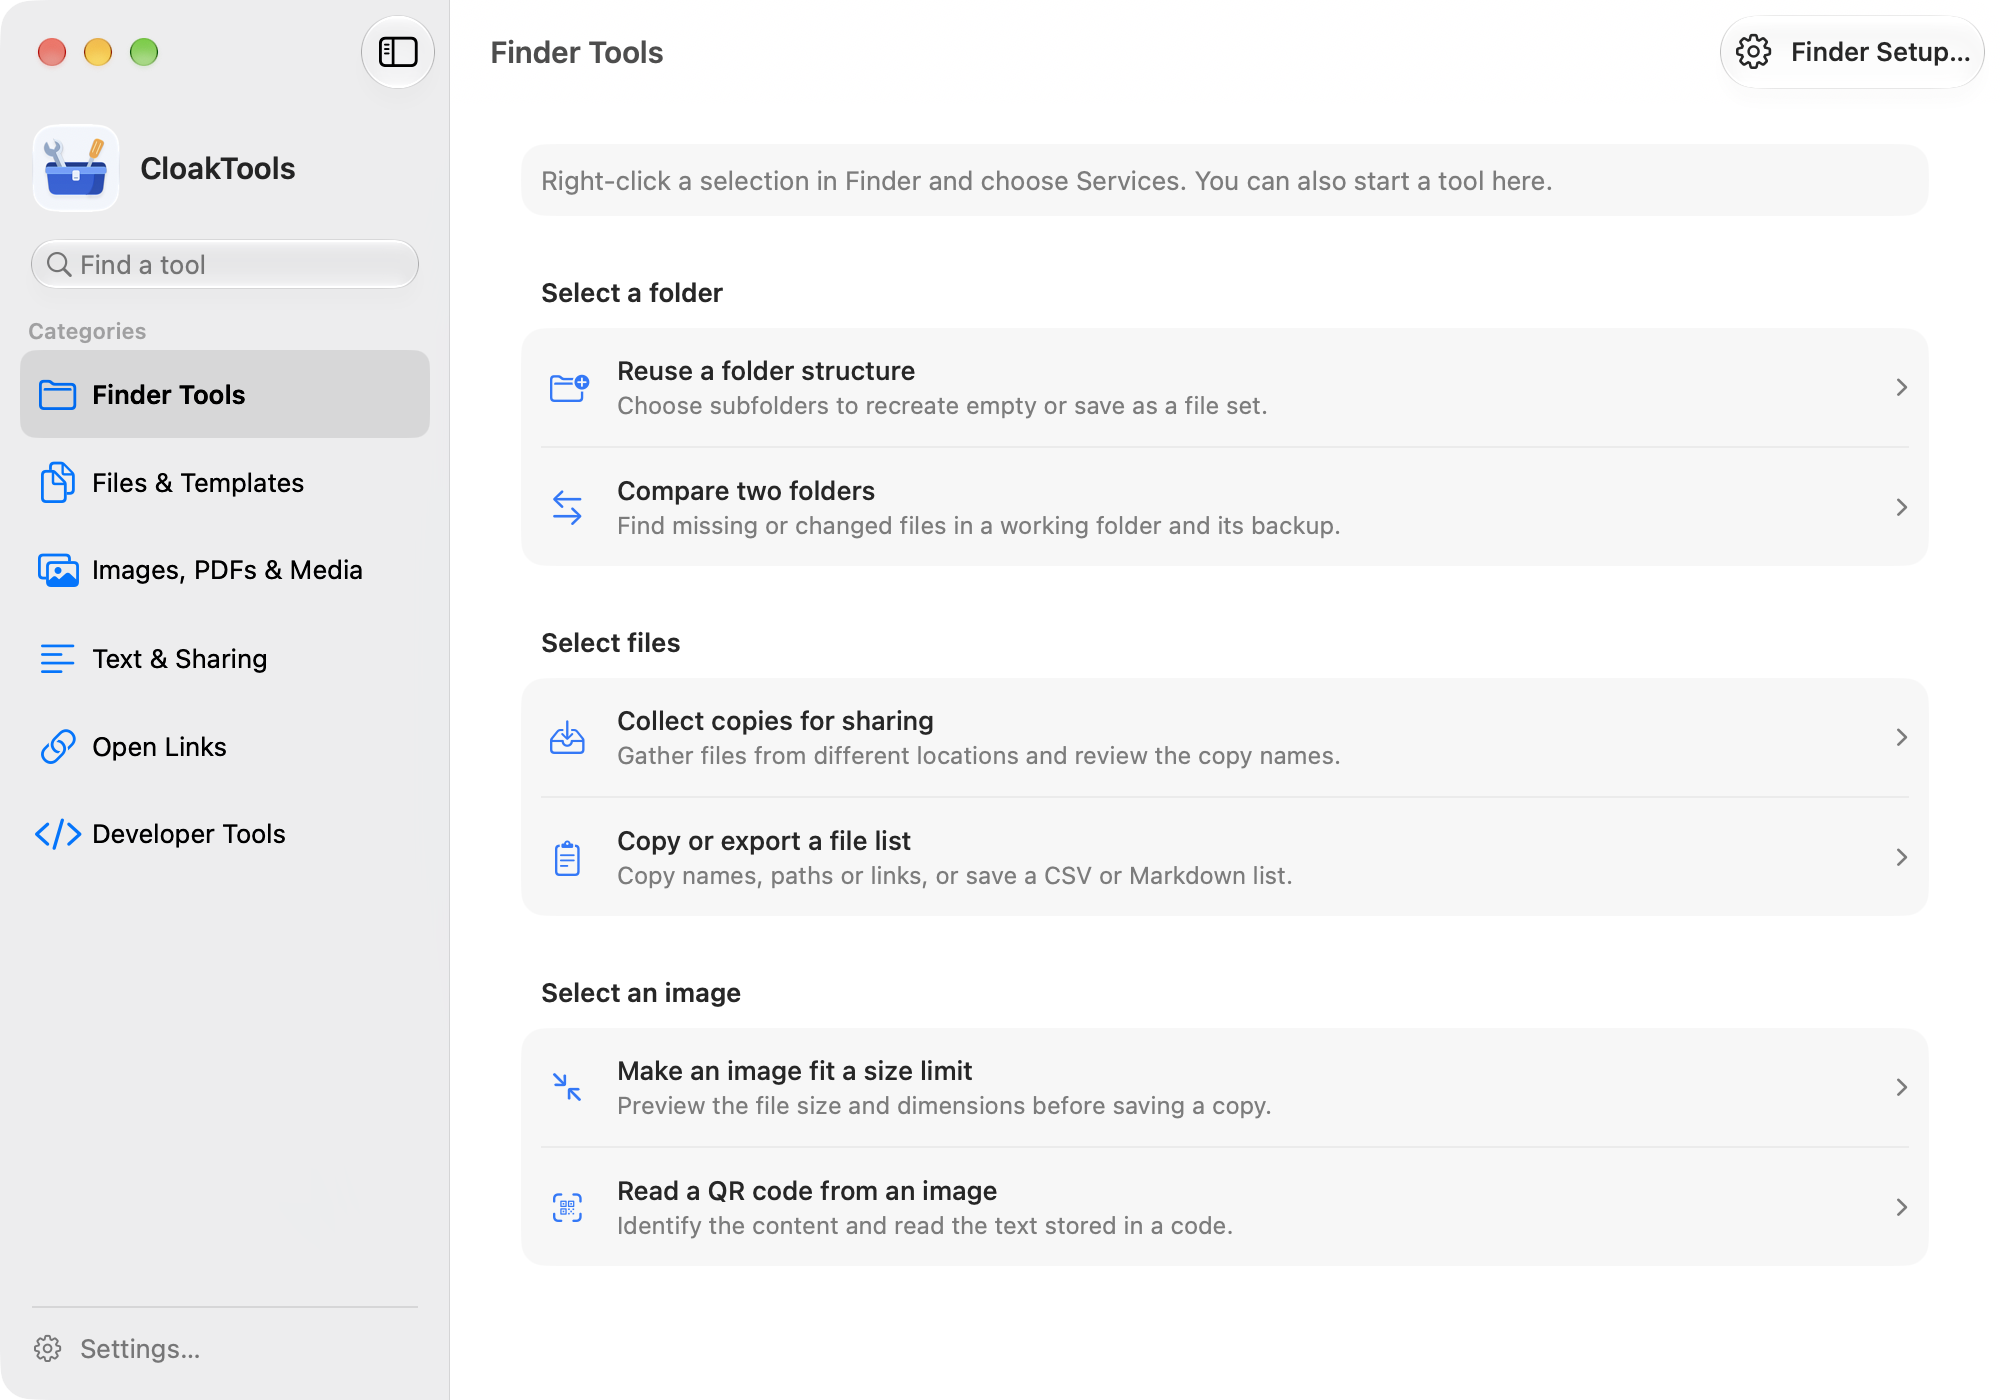 Finder Tools
Finder Setup...
CloakTools
Find a tool
Categories
Finder Tools
Files & Templates
Images, PDFs & Media
Text & Sharing
Open Links
Developer Tools
Settings...
Right-click a selection in Finder and choose Services. You can also start a tool here.
Select a folder
Reuse a folder structure
Choose subfolders to recreate empty or save as a file set.
Compare two folders
Find missing or changed files in a working folder and its backup.
Select files
Collect copies for sharing
Gather files from different locations and review the copy names.
Copy or export a file list
Copy names, paths or links, or save a CSV or Markdown list.
Select an image
Make an image fit a size limit
Preview the file size and dimensions before saving a copy.
Read a QR code from an image
Identify the content and read the text stored in a code.